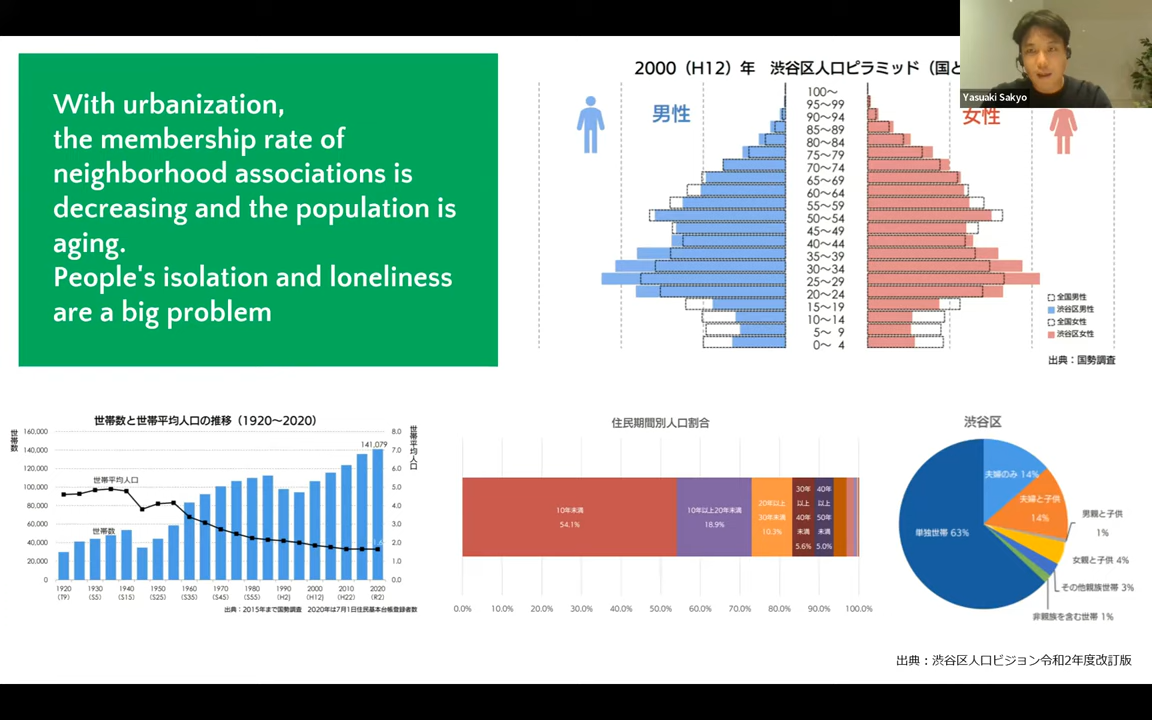 With urbanization,
the membership rate of
neighborhood associations is
decreasing and the population is
aging.
People's isolation and loneliness
are a big problem
2000（H12）年　渋谷区人口ピラミッド（国と
Yasuaki Sakyo
男性
女性
100～
95～99
90～94
85～89
80～84
75～79
70～74
65～69
60～64
55～59
50～54
45～49
40～44
35～39
30～34
25～29
20～24
15～19
10～14
5～ 9
0～ 4
全国男性
渋谷区男性
全国女性
渋谷区女性
出典：国勢調査
世帯数と世帯平均人口の推移（1920～2020）
160,000
140,000
120,000
100,000
80,000
60,000
40,000
20,000
0
世帯平均人口
世帯数
141,079
1.6
8.0
7.0
6.0
5.0
4.0
3.0
2.0
1.0
0.0
世帯平均人口
1920 1930 1940 1950 1960 1970 1980 1990 2000 2010 2020
(T9) (S5) (S15) (S25) (S35) (S45) (S55) (H2) (H12) (H22) (R2)
出典：2015年まで国勢調査　2020年は7月1日住民基本台帳登録者数
住民期間別人口割合
10年未満
54.1%
10年以上20年未満
18.9%
20年以上
30年未満
10.3%
30年
以上
40年
未満
5.6%
40年
以上
50年
未満
5.0%
0.0% 10.0% 20.0% 30.0% 40.0% 50.0% 60.0% 70.0% 80.0% 90.0% 100.0%
渋谷区
夫婦のみ 14%
夫婦と子供
14%
男親と子供
1%
女親と子供 4%
その他親族世帯 3%
非親族を含む世帯 1%
単独世帯 63%
出典：渋谷区人口ビジョン令和2年度改訂版